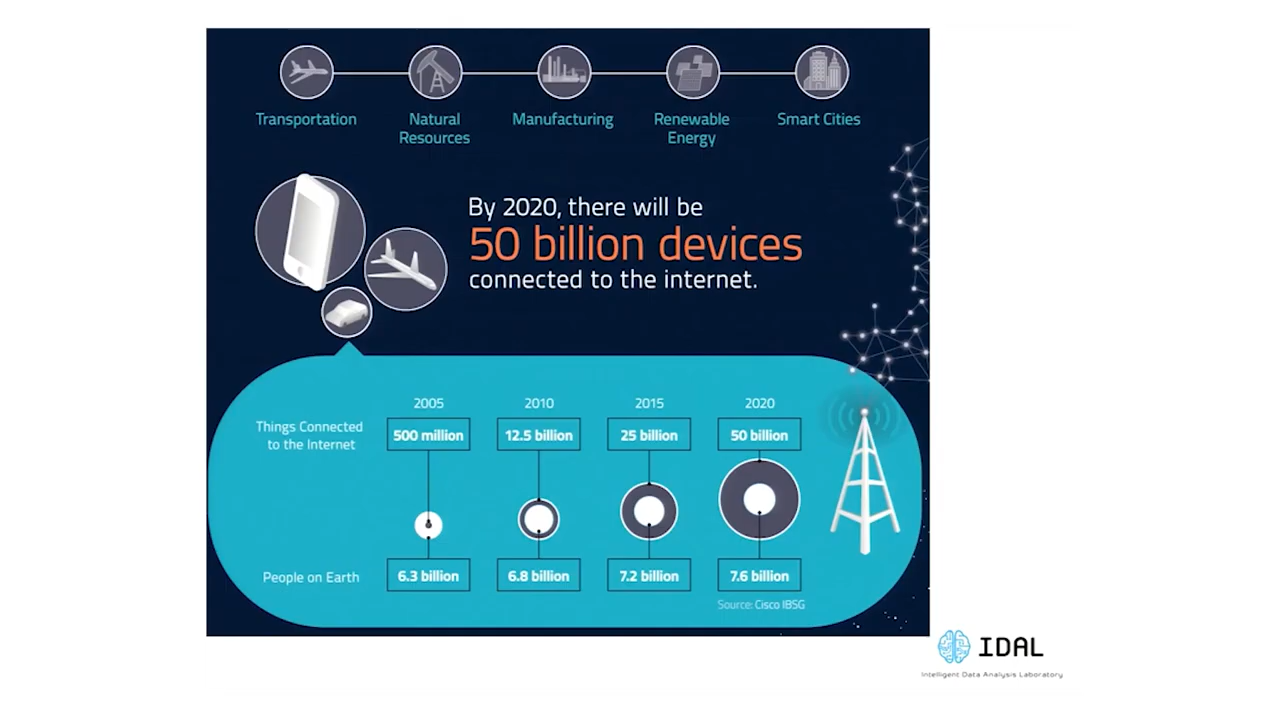 Transportation
Natural
Resources
Manufacturing
Renewable
Energy
Smart Cities
By 2020, there will be
50 billion devices
connected to the internet.
2005 2010 2015 2020
Things Connected
to the Internet
500 million 12.5 billion 25 billion 50 billion
People on Earth 6.3 billion 6.8 billion 7.2 billion 7.6 billion
Source: Cisco IBSG
IDAL
Intelligent Data Analysis Laboratory